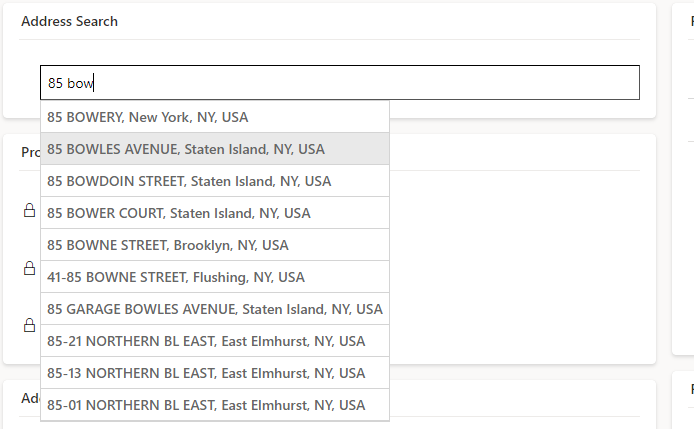 Address Search
85 bow
85 BOWERY, New York, NY, USA
85 BOWLES AVENUE, Staten Island, NY, USA
85 BOWDOIN STREET, Staten Island, NY, USA
85 BOWER COURT, Staten Island, NY, USA
85 BOWNE STREET, Brooklyn, NY, USA
41-85 BOWNE STREET, Flushing, NY, USA
85 GARAGE BOWLES AVENUE, Staten Island, NY, USA
85-21 NORTHERN BL EAST, East Elmhurst, NY, USA
85-13 NORTHERN BL EAST, East Elmhurst, NY, USA
85-01 NORTHERN BL EAST, East Elmhurst, NY, USA